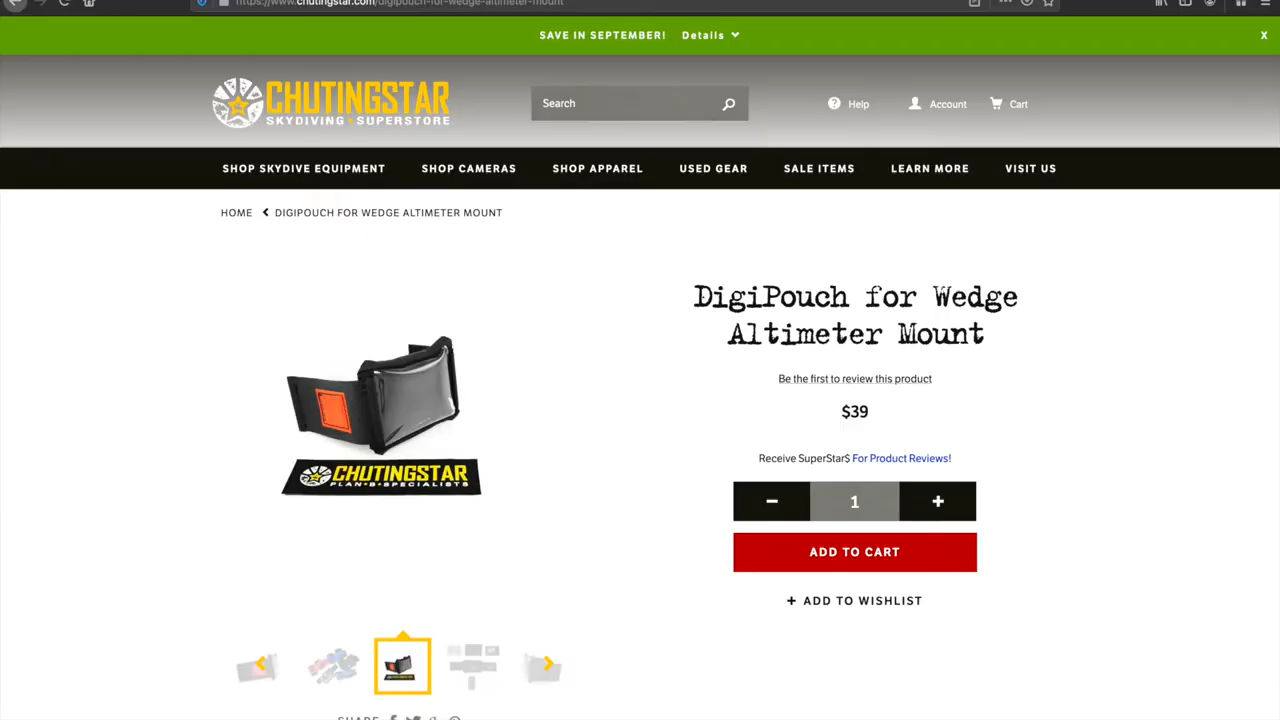 https://www.chutingstar.com/digipouch-for-wedge-altimeter-mount
SAVE IN SEPTEMBER! Details X
CHUTINGSTAR
SKYDIVING SUPERSTORE
Search
Help Account Cart
SHOP SKYDIVE EQUIPMENT SHOP CAMERAS SHOP APPAREL USED GEAR SALE ITEMS LEARN MORE VISIT US
HOME DIGIPOUCH FOR WEDGE ALTIMETER MOUNT
DigiPouch for Wedge
Altimeter Mount
Be the first to review this product
$39
Receive SuperStar$ For Product Reviews!
− 1 +
ADD TO CART
+ ADD TO WISHLIST
CHUTINGSTAR
PLAN-B-SPECIALISTS
SHARE